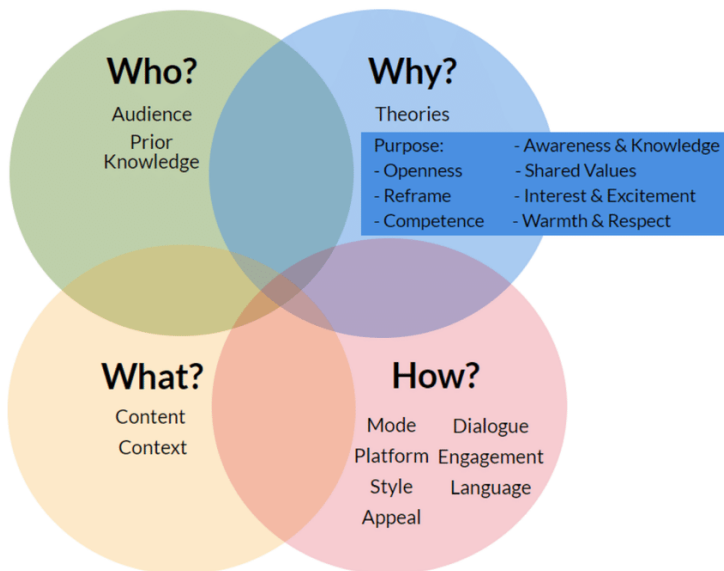 Who?
Audience
Prior
Knowledge
Why?
Theories
Purpose:
- Openness
- Reframe
- Competence
- Awareness & Knowledge
- Shared Values
- Interest & Excitement
- Warmth & Respect
What?
Content
Context
How?
Mode
Platform
Style
Appeal
Dialogue
Engagement
Language